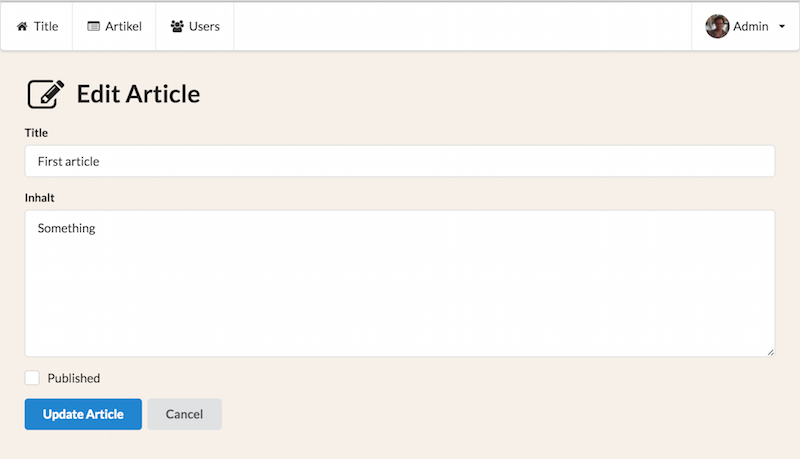 Title Artikel Users Admin
Edit Article
Title
First article
Inhalt
Something
Published
Update Article Cancel